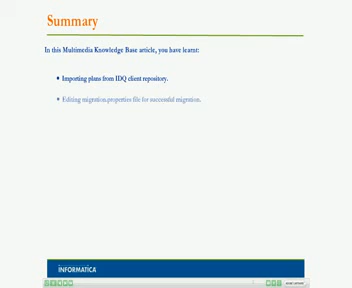 Summary
In this Multimedia Knowledge Base article, you have learnt:
• Importing plans from IDQ client repository.
• Editing migration.properties file for successful migration.
INFORMATICA